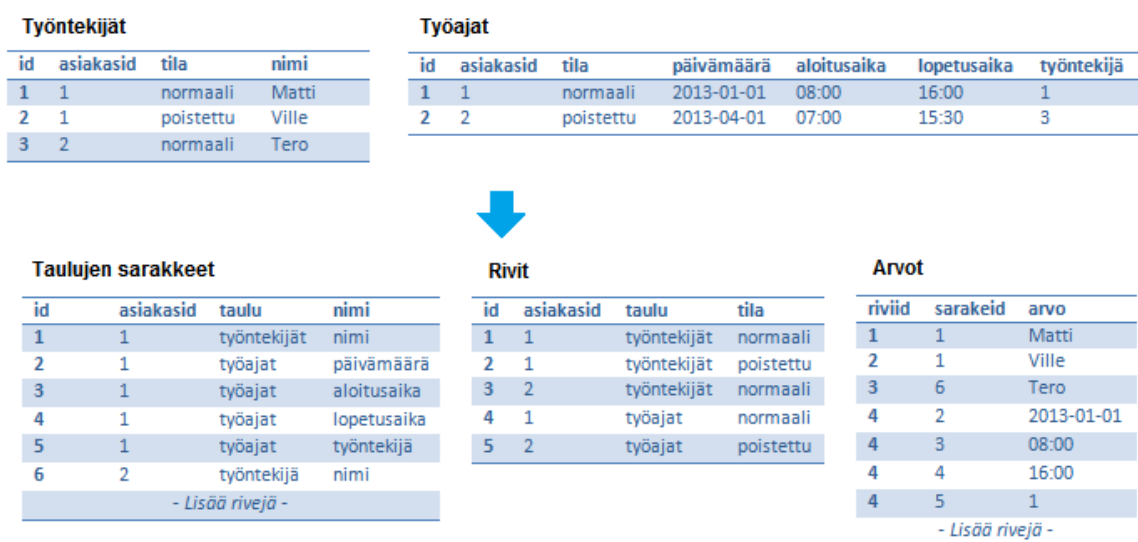 Työntekijät
id asiakasid tila nimi
1 1 normaali Matti
2 1 poistettu Ville
3 2 normaali Tero
Työajat
id asiakasid tila päivämäärä aloitusaika lopetusaika työntekijä
1 1 normaali 2013-01-01 08:00 16:00 1
2 2 poistettu 2013-04-01 07:00 15:30 3
Taulujen sarakkeet
id asiakasid taulu nimi
1 1 työntekijät nimi
2 1 työajat päivämäärä
3 1 työajat aloitusaika
4 1 työajat lopetusaika
5 1 työajat työntekijä
6 2 työntekijä nimi
- Lisää rivejä -
Rivit
id asiakasid taulu tila
1 1 työntekijät normaali
2 1 työntekijät poistettu
3 2 työntekijät normaali
4 1 työajat normaali
5 2 työajat poistettu
Arvot
riviid sarakeid arvo
1 1 Matti
2 1 Ville
3 6 Tero
4 2 2013-01-01
4 3 08:00
4 4 16:00
4 5 1
- Lisää rivejä -